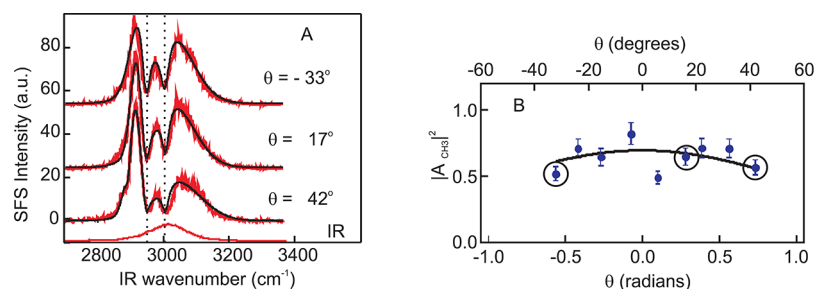 A
80
60
40
20
0
SFS Intensity (a.u.)
θ = - 33°
θ = 17°
θ = 42°
IR
2800 3000 3200 3400
IR wavenumber (cm-1)
θ (degrees)
-60 -40 -20 0 20 40 60
B
1.0
0.5
0.0
|A CH3|2
-1.0 -0.5 0.0 0.5 1.0
θ (radians)